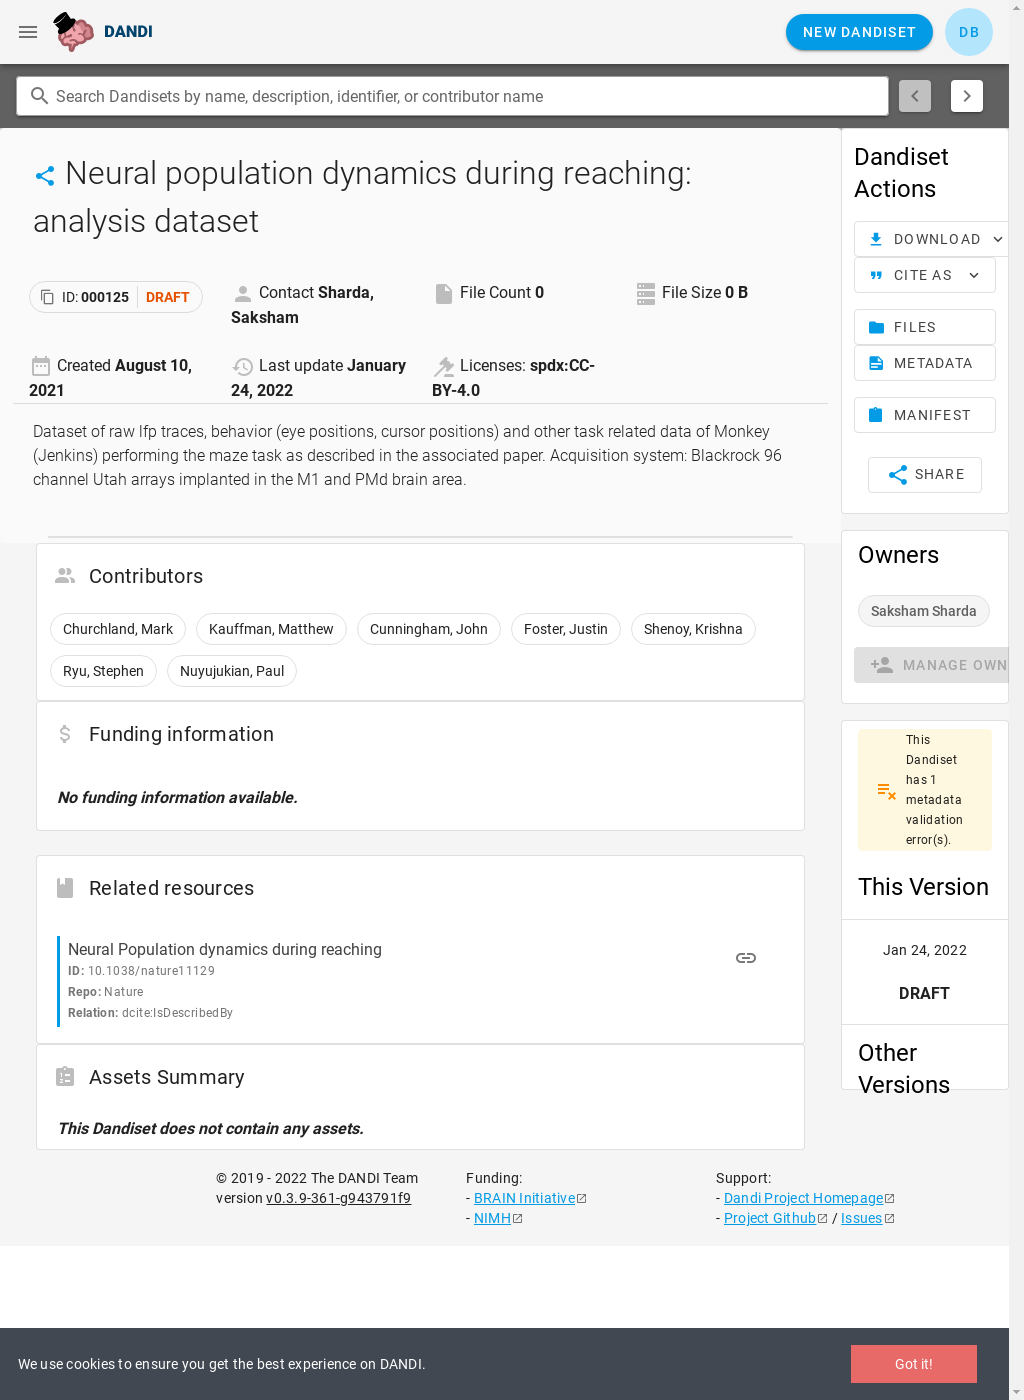 DANDI
NEW DANDISET
DB
Search Dandisets by name, description, identifier, or contributor name
Neural population dynamics during reaching:
analysis dataset
ID: 000125 DRAFT
Contact Sharda,
Saksham
File Count 0
File Size 0 B
Created August 10,
2021
Last update January
24, 2022
Licenses: spdx:CC-
BY-4.0
Dataset of raw lfp traces, behavior (eye positions, cursor positions) and other task related data of Monkey
(Jenkins) performing the maze task as described in the associated paper. Acquisition system: Blackrock 96
channel Utah arrays implanted in the M1 and PMd brain area.
Contributors
Churchland, Mark
Kauffman, Matthew
Cunningham, John
Foster, Justin
Shenoy, Krishna
Ryu, Stephen
Nuyujukian, Paul
Funding information
No funding information available.
Related resources
Neural Population dynamics during reaching
ID: 10.1038/nature11129
Repo: Nature
Relation: dcite:IsDescribedBy
Assets Summary
This Dandiset does not contain any assets.
Dandiset
Actions
DOWNLOAD
CITE AS
FILES
METADATA
MANIFEST
SHARE
Owners
Saksham Sharda
MANAGE OWN
This
Dandiset
has 1
metadata
validation
error(s).
This Version
Jan 24, 2022
DRAFT
Other
Versions
© 2019 - 2022 The DANDI Team
version v0.3.9-361-g943791f9
Funding:
- BRAIN Initiative
- NIMH
Support:
- Dandi Project Homepage
- Project Github / Issues
We use cookies to ensure you get the best experience on DANDI.
Got it!